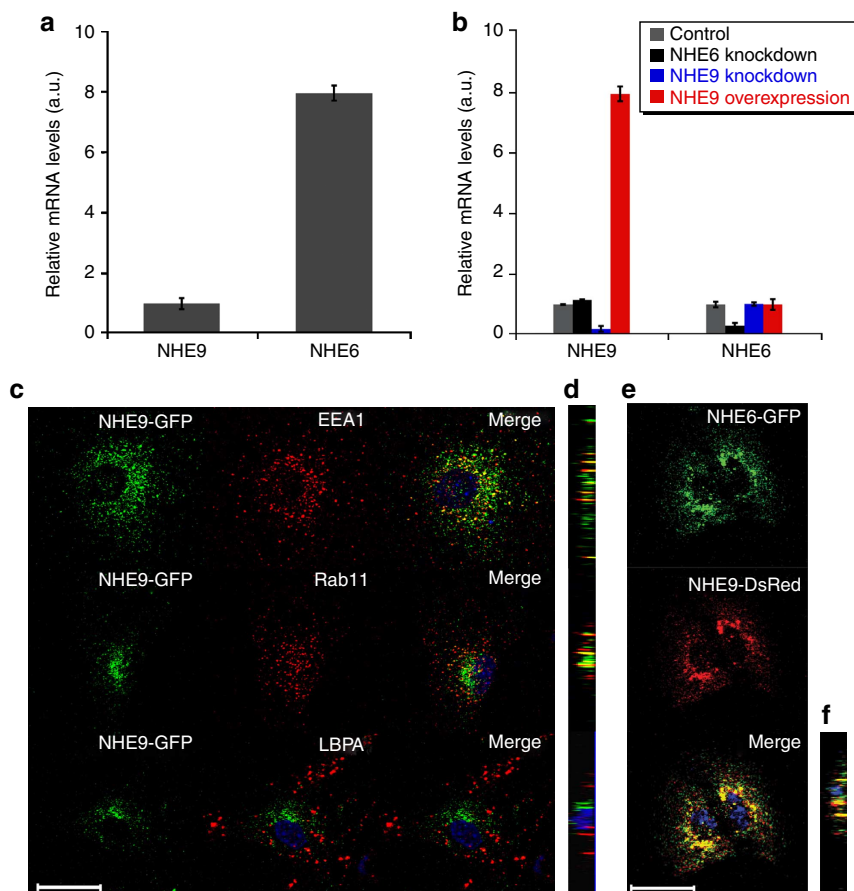 a
Relative mRNA levels (a.u.)
10
8
6
4
2
0
NHE9 NHE6
b
Relative mRNA levels (a.u.)
10
8
6
4
2
0
NHE9 NHE6
Control
NHE6 knockdown
NHE9 knockdown
NHE9 overexpression
c
NHE9-GFP EEA1 Merge
NHE9-GFP Rab11 Merge
NHE9-GFP LBPA Merge
d
e
NHE6-GFP
NHE9-DsRed
Merge
f